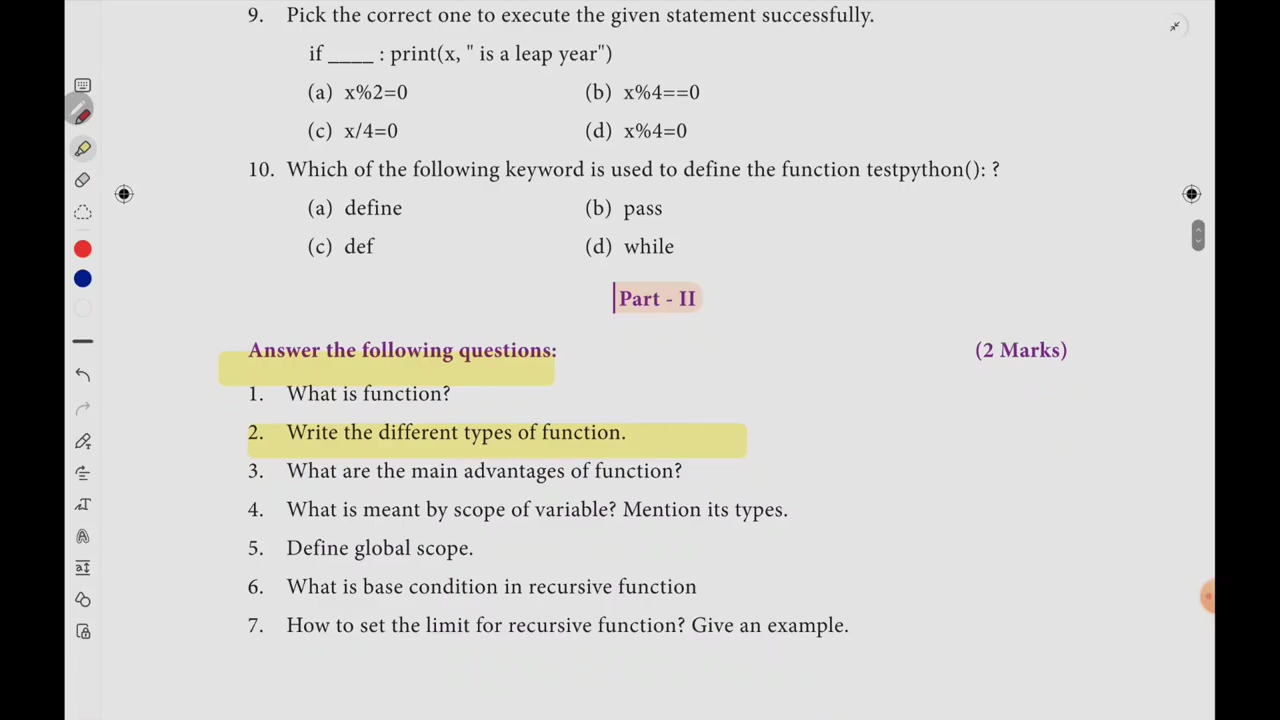 9. Pick the correct one to execute the given statement successfully.
if ____ : print(x, " is a leap year")
(a) x%2=0 (b) x%4==0
(c) x/4=0 (d) x%4=0
10. Which of the following keyword is used to define the function testpython(): ?
(a) define (b) pass
(c) def (d) while
Part - II
Answer the following questions: (2 Marks)
1. What is function?
2. Write the different types of function.
3. What are the main advantages of function?
4. What is meant by scope of variable? Mention its types.
5. Define global scope.
6. What is base condition in recursive function
7. How to set the limit for recursive function? Give an example.